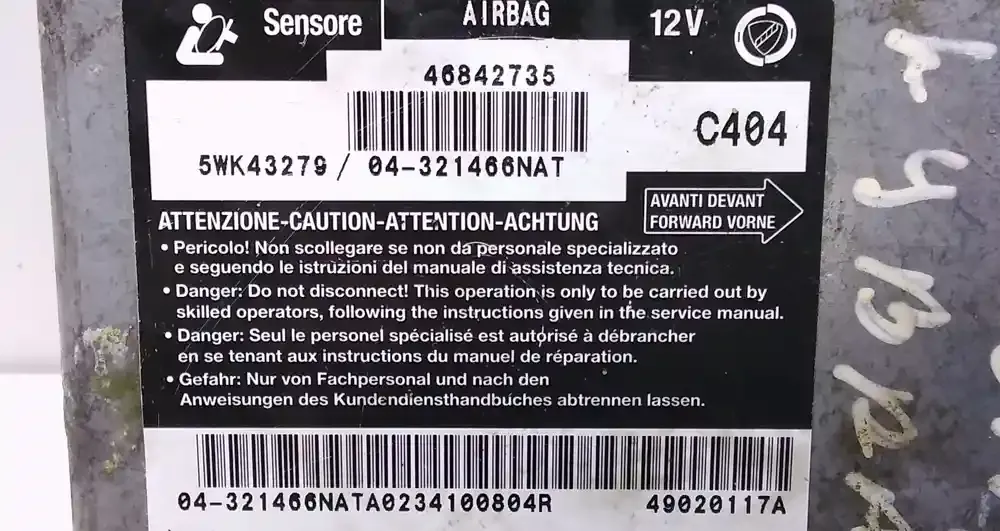 Sensore
AIRBAG
12V
46842735
C404
5WK43279 / 04-321466NAT
AVANTI DEVANT
FORWARD VORNE
ATTENZIONE-CAUTION-ATTENTION-ACHTUNG
• Pericolo! Non scollegare se non da personale specializzato
e seguendo le istruzioni del manuale di assistenza tecnica.
• Danger: Do not disconnect! This operation is only to be carried out by
skilled operators, following the instructions given in the service manual.
• Danger: Seul le personel spécialisé est autorisé à débrancher
en se tenant aux instructions du manuel de réparation.
• Gefahr: Nur von Fachpersonal und nach den
Anweisungen des Kundendiensthandbuches abtrennen lassen.
04-321466NATA0234100804R
49020117A